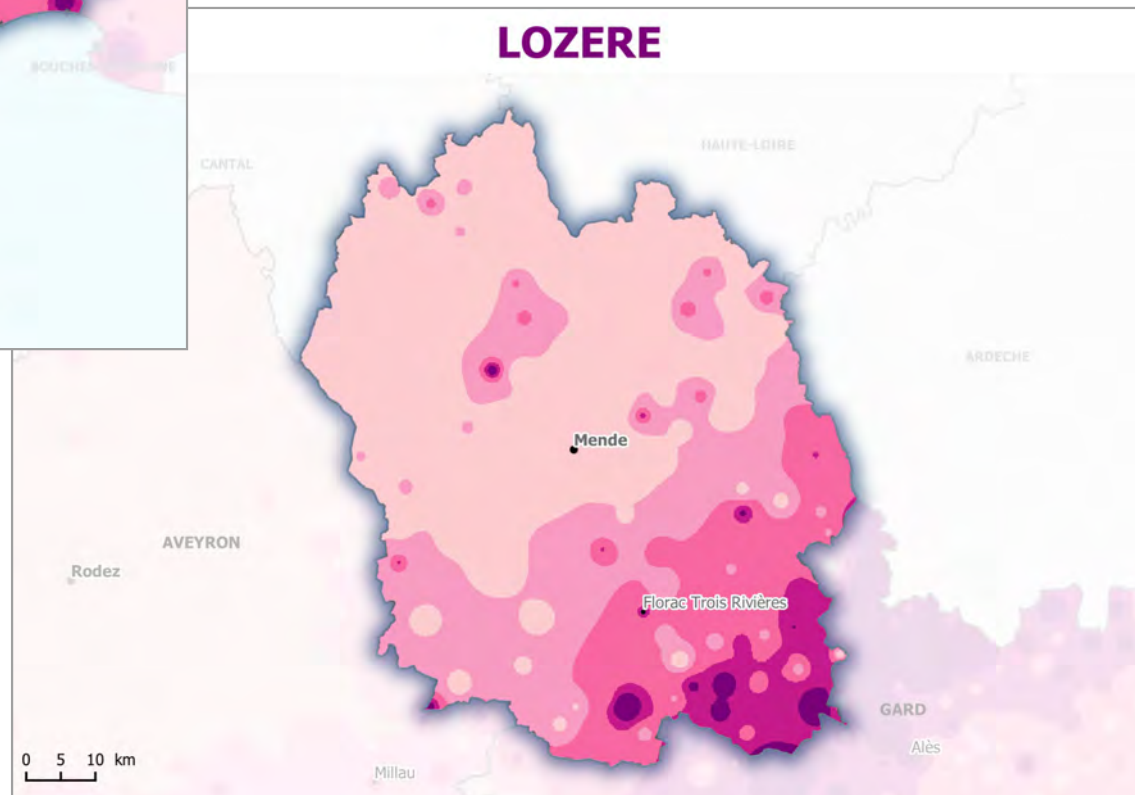 LOZERE
HAUTE-LOIRE
CANTAL
ARDECHE
Mende
AVEYRON
Rodez
Florac Trois Rivières
GARD
Alès
0 5 10 km
Millau